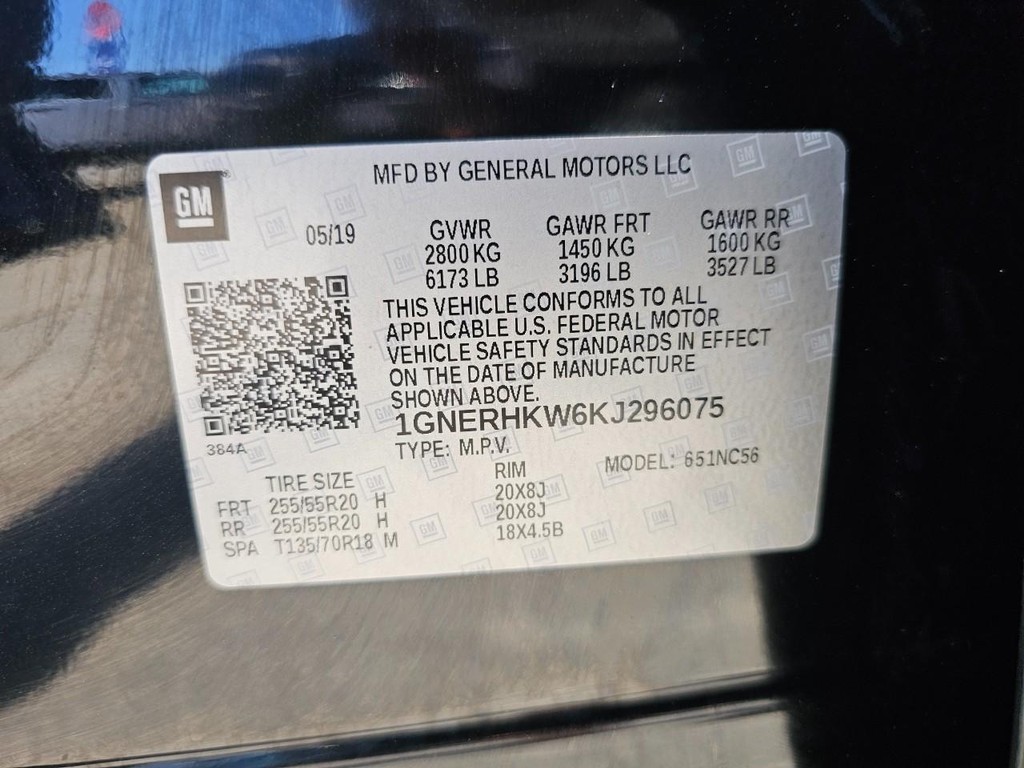 MFD BY GENERAL MOTORS LLC
GM
05/19
GVWR GAWR FRT GAWR RR
2800 KG 1450 KG 1600 KG
6173 LB 3196 LB 3527 LB
THIS VEHICLE CONFORMS TO ALL
APPLICABLE U.S. FEDERAL MOTOR
VEHICLE SAFETY STANDARDS IN EFFECT
ON THE DATE OF MANUFACTURE
SHOWN ABOVE.
1GNERHKW6KJ296075
384A
TYPE: M.P.V. MODEL: 651NC56
TIRE SIZE RIM
FRT 255/55R20 H 20X8J
RR 255/55R20 H 20X8J
SPA T135/70R18 M 18X4.5B